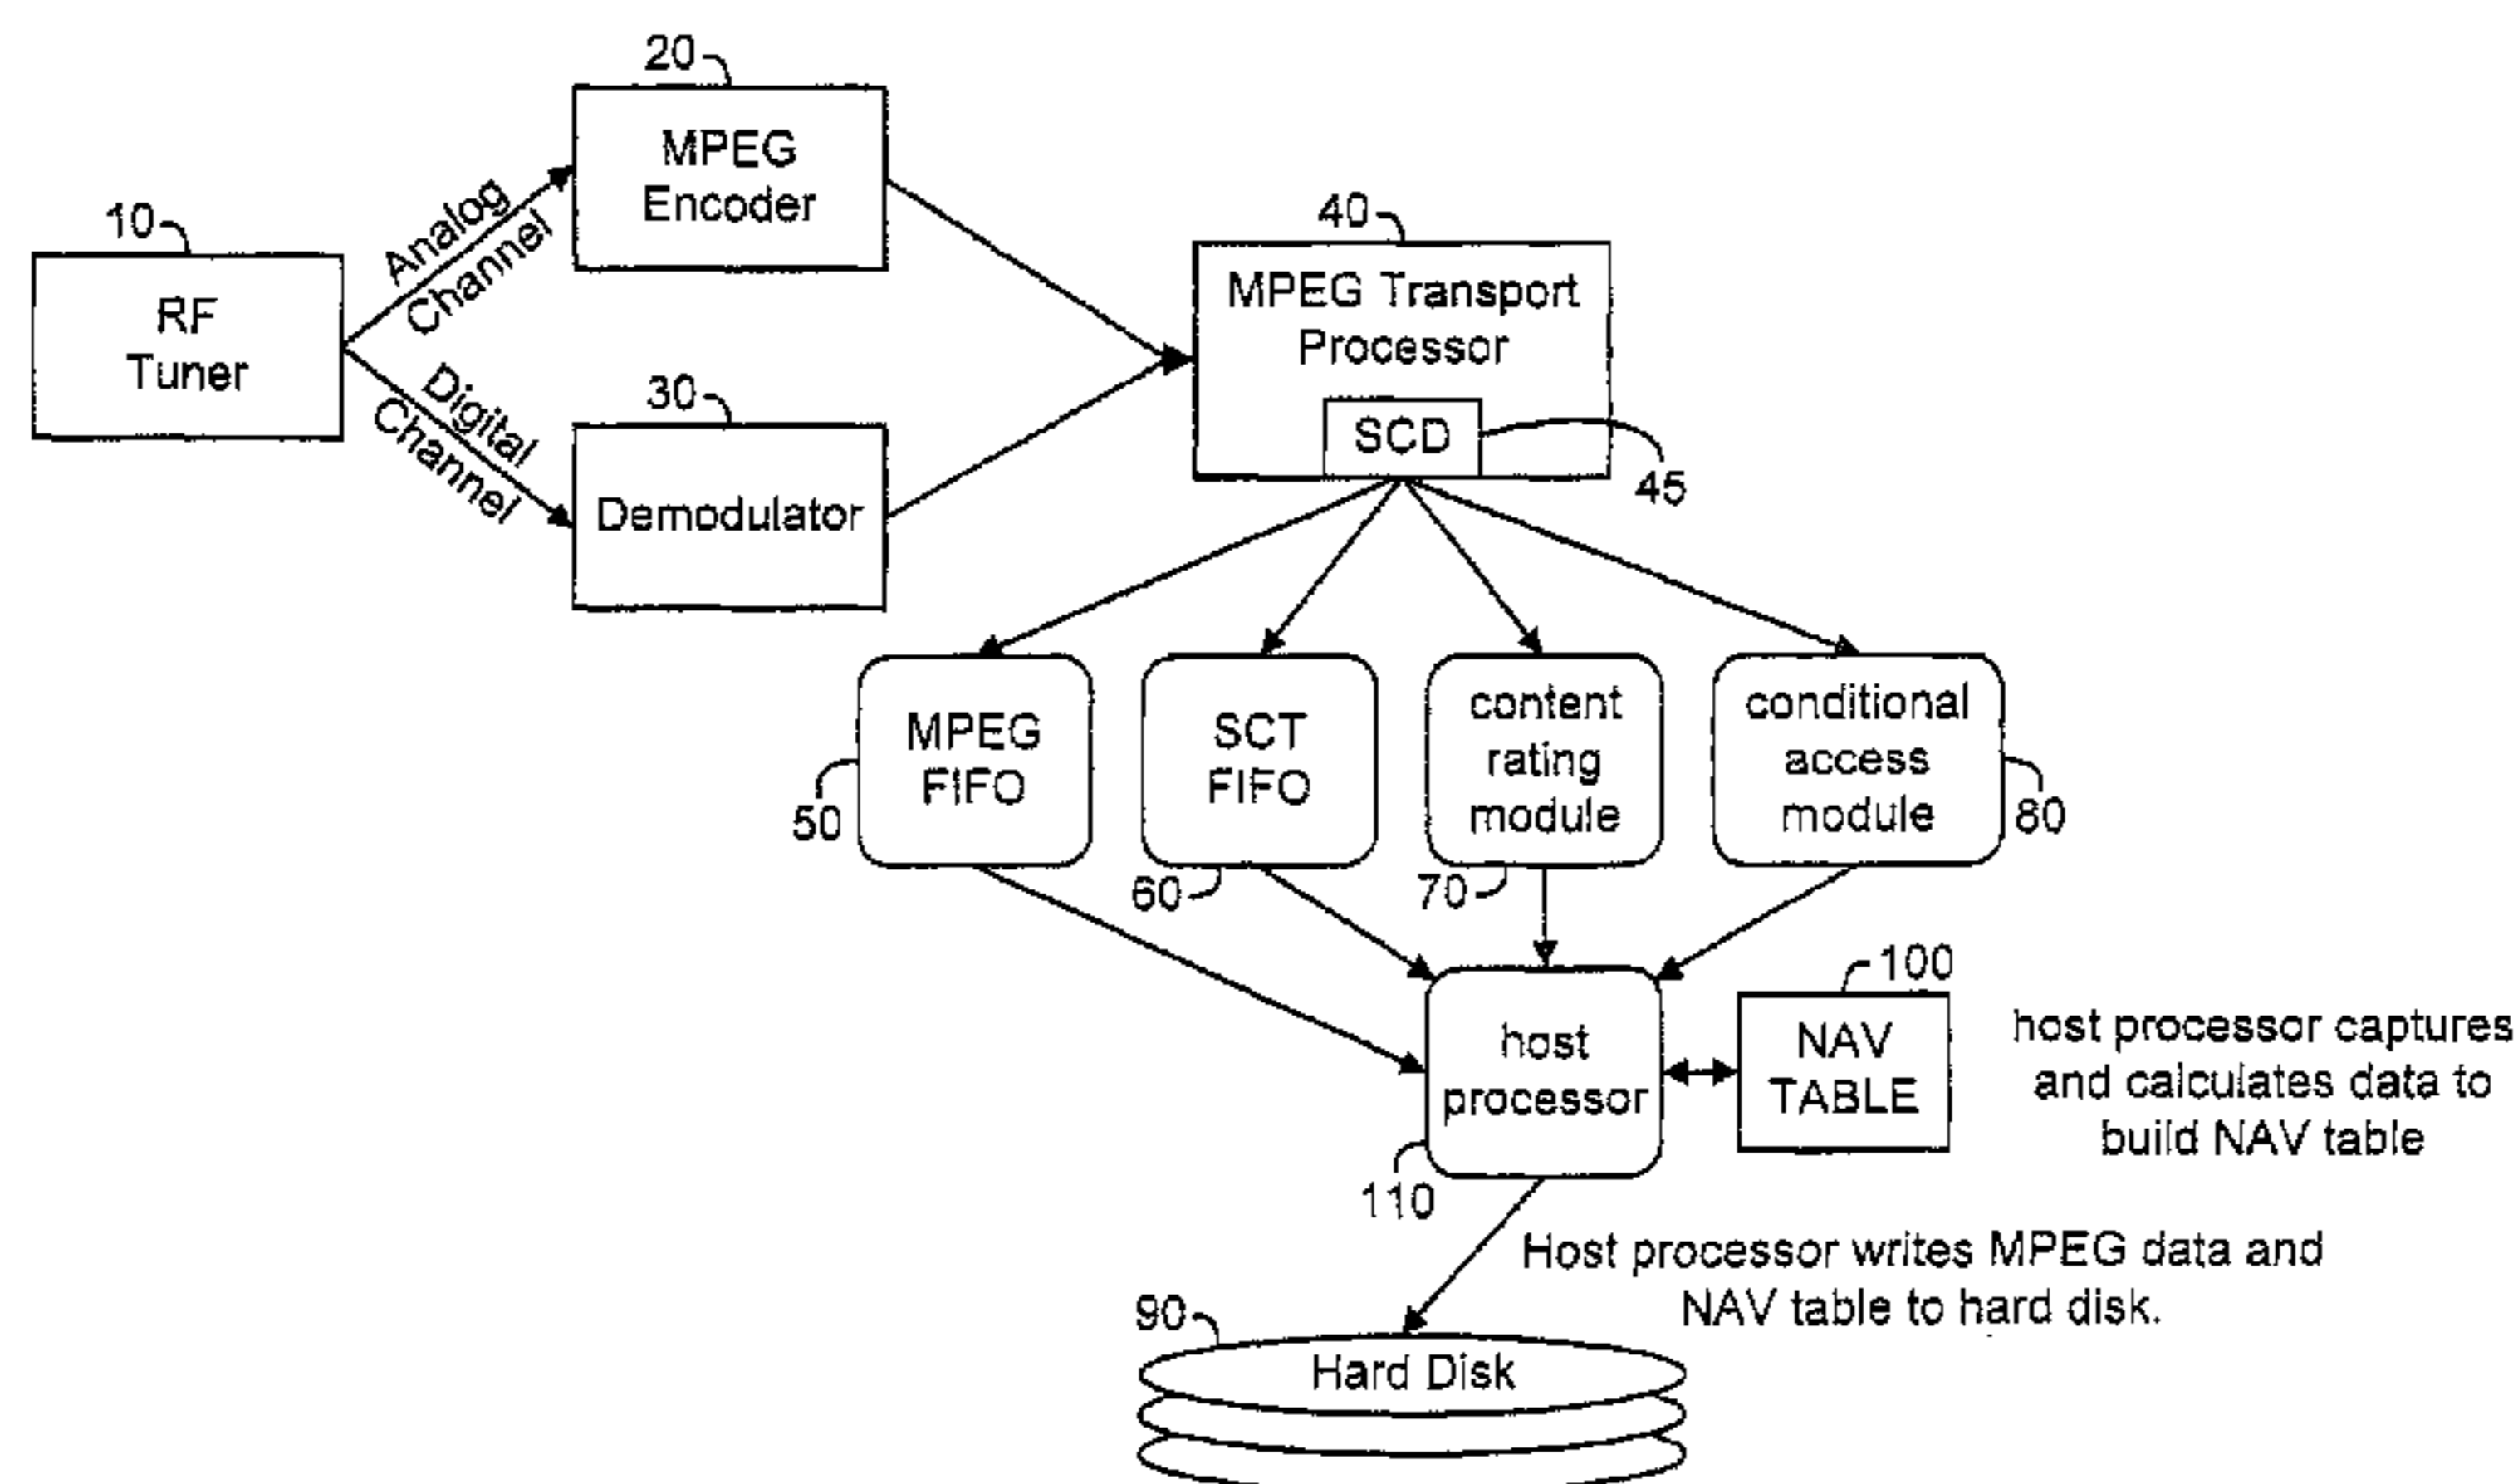 20
MPEG
Encoder
10
RF
Tuner
Analog
Channel
Digital
Channel
30
Demodulator
40
MPEG Transport
Processor
SCD
45
MPEG
FIFO
50
SCT
FIFO
60
content
rating
module
70
conditional
access
module
80
host
processor
110
100
NAV
TABLE
host processor captures
and calculates data to
build NAV table
Host processor writes MPEG data and
NAV table to hard disk.
90
Hard Disk